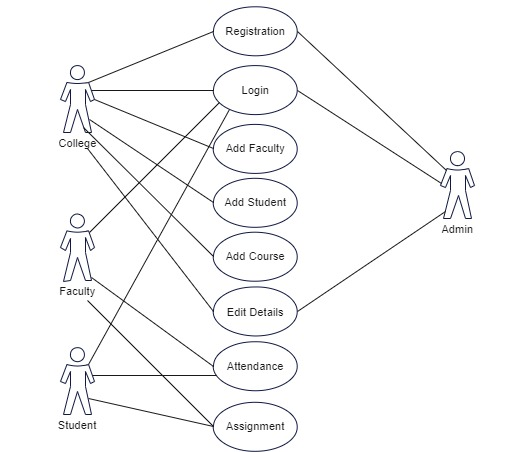 Registration
Login
College
Add Faculty
Add Student
Admin
Add Course
Faculty
Edit Details
Attendance
Student
Assignment